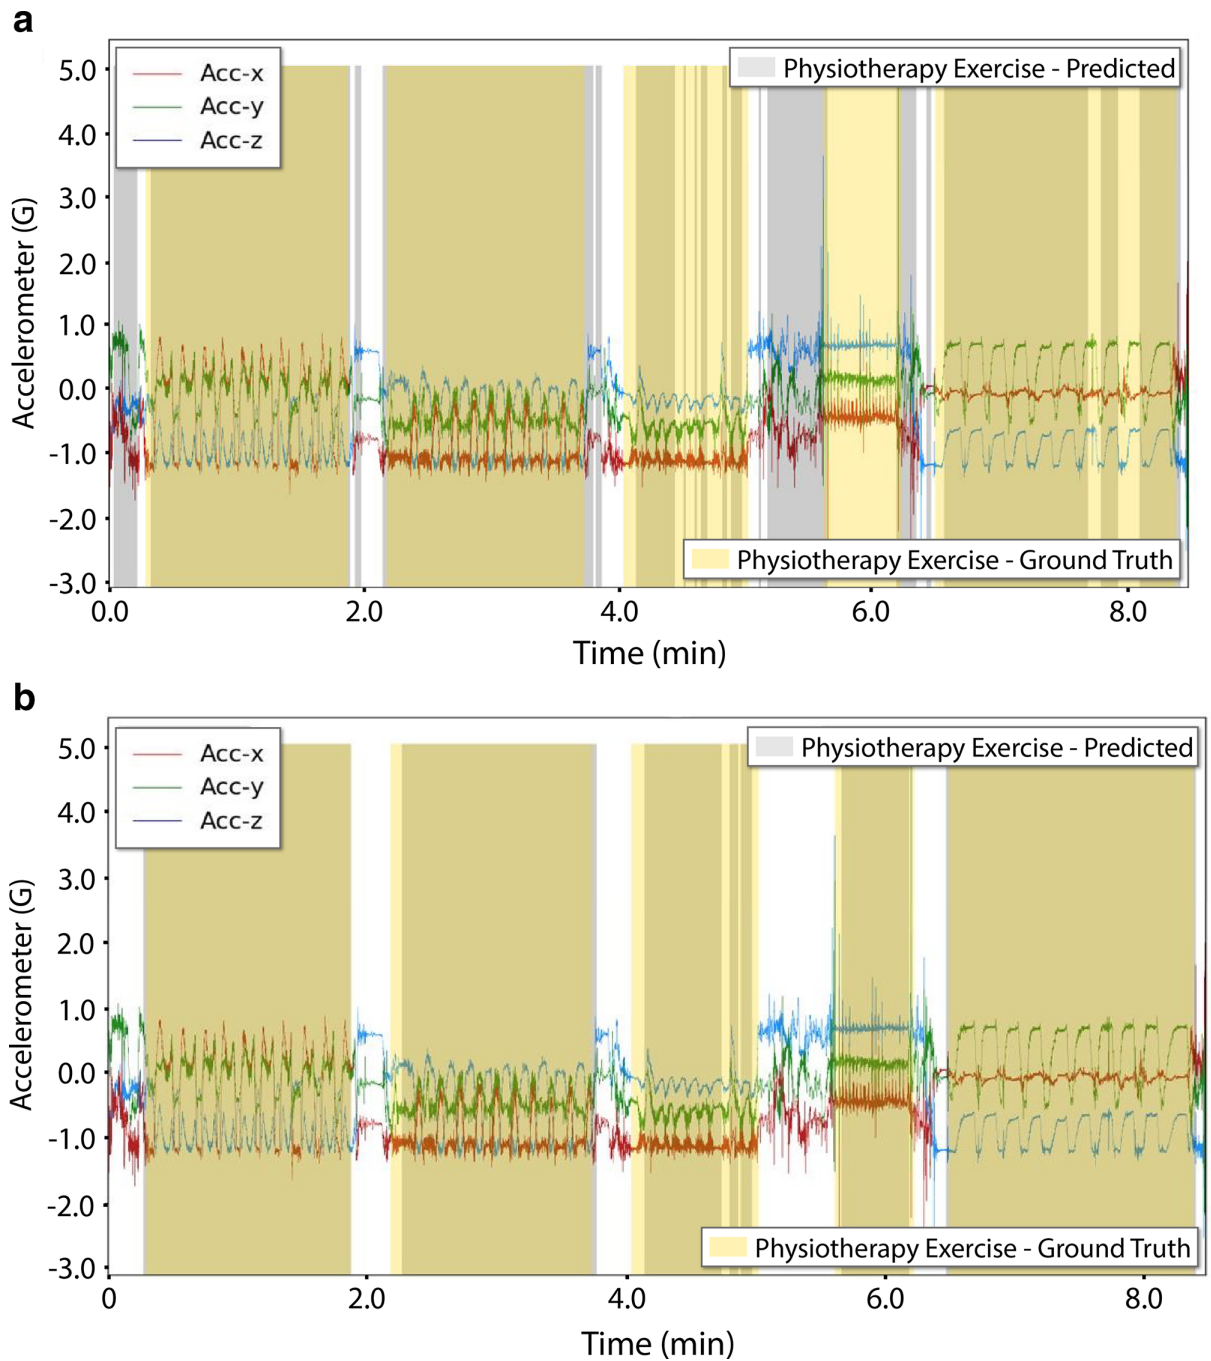 a
Acc-x
Acc-y
Acc-z
Physiotherapy Exercise - Predicted
5.0
4.0
3.0
2.0
1.0
0.0
-1.0
-2.0
-3.0
Accelerometer (G)
Physiotherapy Exercise - Ground Truth
0.0 2.0 4.0 6.0 8.0
Time (min)
b
Acc-x
Acc-y
Acc-z
Physiotherapy Exercise - Predicted
5.0
4.0
3.0
2.0
1.0
0.0
-1.0
-2.0
-3.0
Accelerometer (G)
Physiotherapy Exercise - Ground Truth
0 2.0 4.0 6.0 8.0
Time (min)